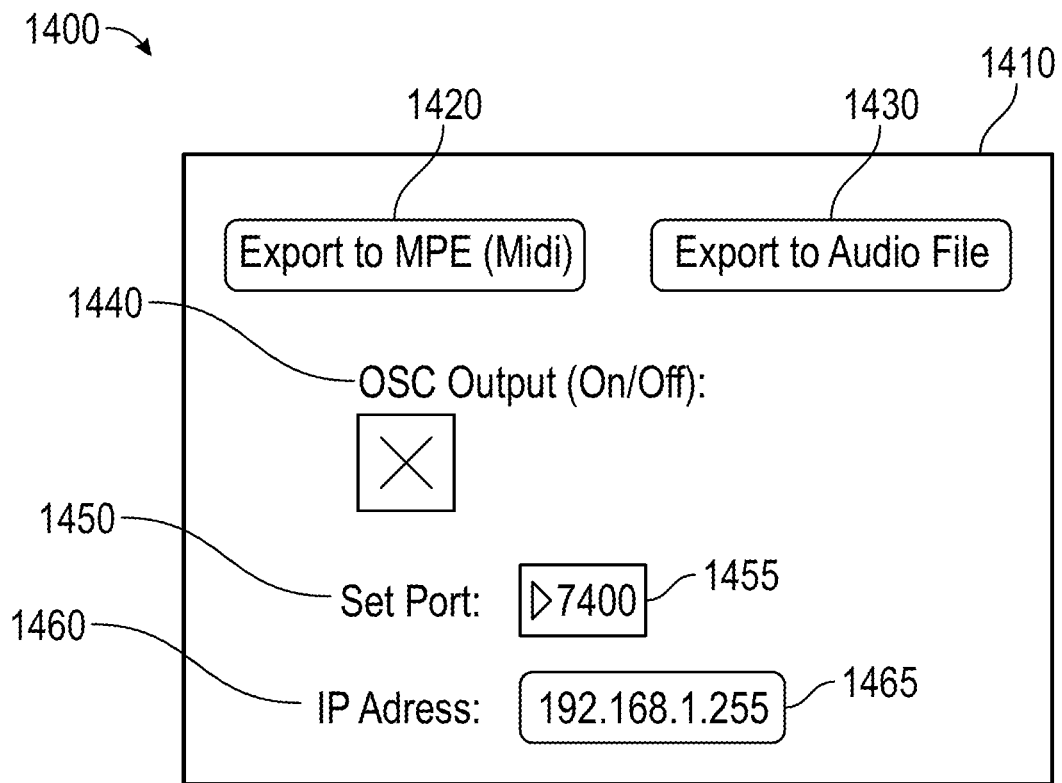 1400
1410
1420
1430
Export to MPE (Midi)
Export to Audio File
1440
OSC Output (On/Off):
1450
Set Port:
7400
1455
1460
IP Adress:
192.168.1.255
1465